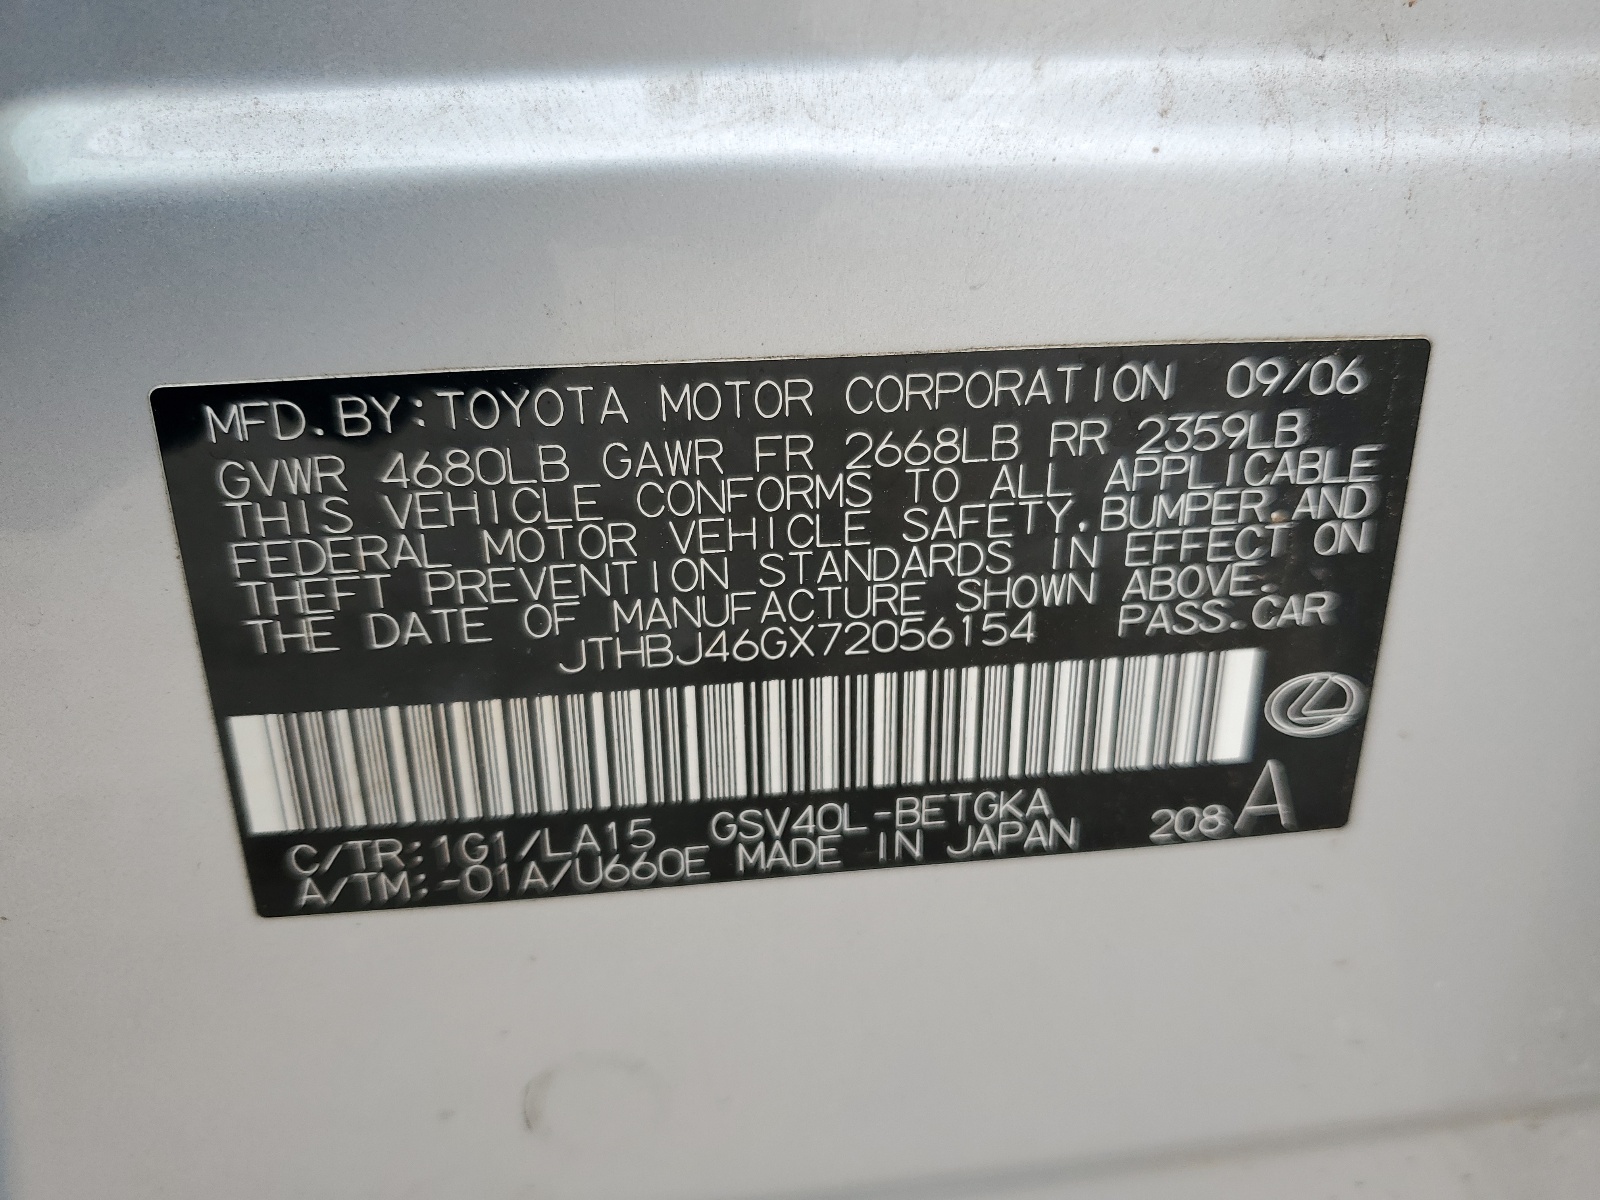 MFD. BY: TOYOTA MOTOR CORPORATION 09/06
GVWR 4680LB GAWR FR 2668LB RR 2359LB
THIS VEHICLE CONFORMS TO ALL APPLICABLE
FEDERAL MOTOR VEHICLE SAFETY, BUMPER, AND
THEFT PREVENTION STANDARDS IN EFFECT ON
THE DATE OF MANUFACTURE SHOWN ABOVE.
JTHBJ46GX72056154 PASS. CAR
C/TR: 1G1/LA15 GSV40L-BETGKA
A/TM: -01A/U660E MADE IN JAPAN 208 A